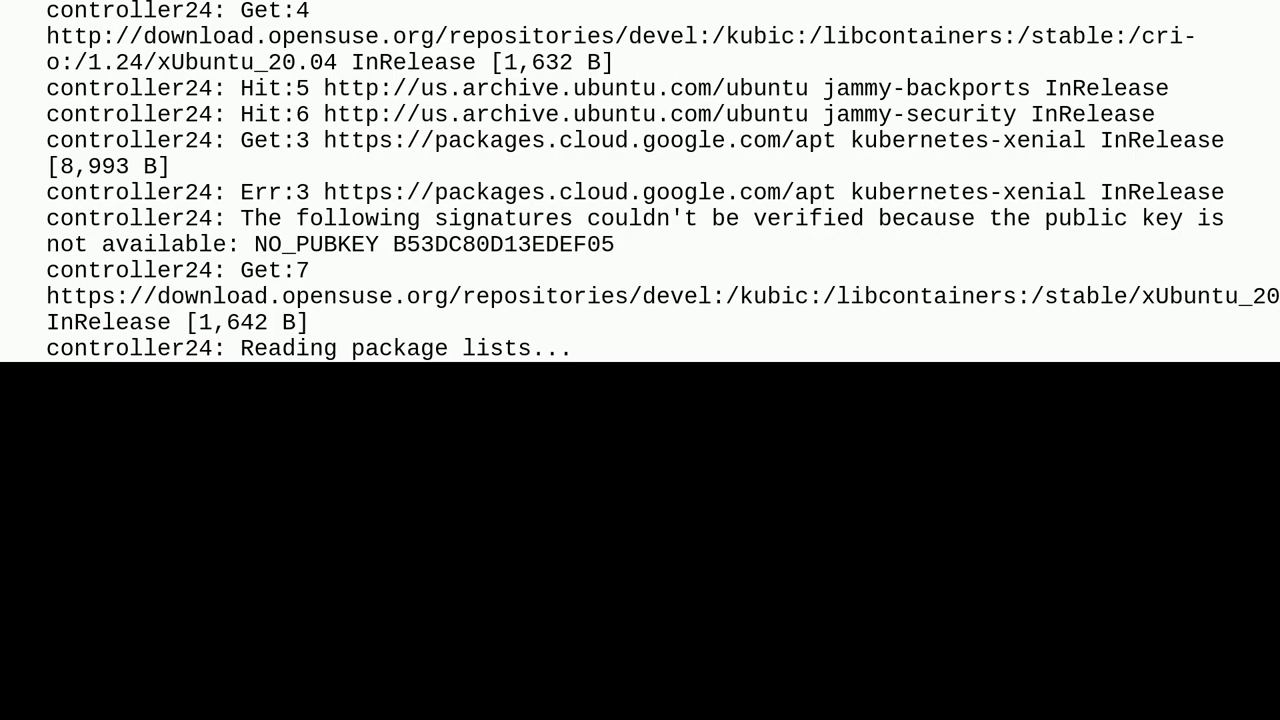 controller24: Get:4
http://download.opensuse.org/repositories/devel:/kubic:/libcontainers:/stable:/cri-
o:/1.24/xUbuntu_20.04 InRelease [1,632 B]
controller24: Hit:5 http://us.archive.ubuntu.com/ubuntu jammy-backports InRelease
controller24: Hit:6 http://us.archive.ubuntu.com/ubuntu jammy-security InRelease
controller24: Get:3 https://packages.cloud.google.com/apt kubernetes-xenial InRelease
[8,993 B]
controller24: Err:3 https://packages.cloud.google.com/apt kubernetes-xenial InRelease
controller24: The following signatures couldn't be verified because the public key is
not available: NO_PUBKEY B53DC80D13EDEF05
controller24: Get:7
https://download.opensuse.org/repositories/devel:/kubic:/libcontainers:/stable/xUbuntu_20
InRelease [1,642 B]
controller24: Reading package lists...